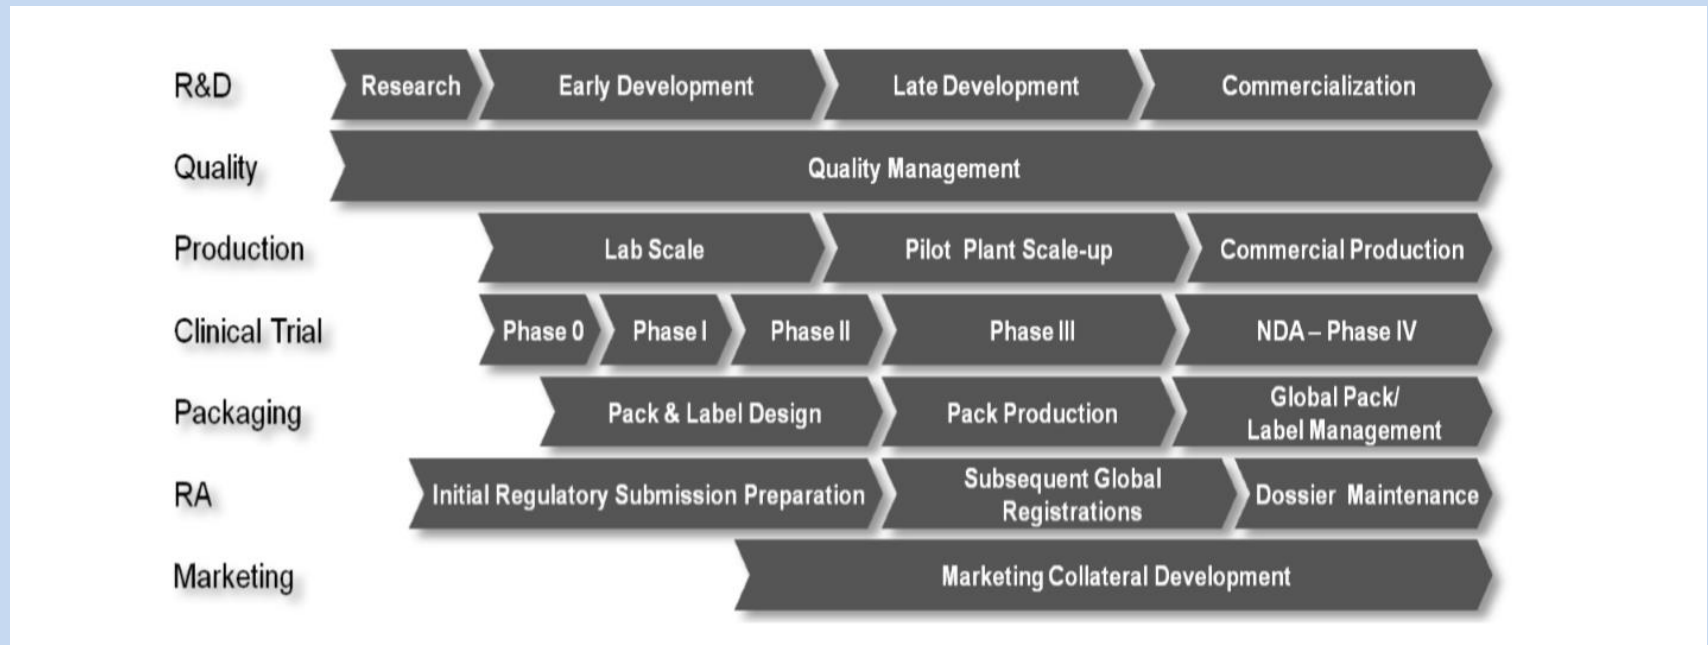 R&D
Research
Early Development
Late Development
Commercialization
Quality
Quality Management
Production
Lab Scale
Pilot Plant Scale-up
Commercial Production
Clinical Trial
Phase 0
Phase I
Phase II
Phase III
NDA – Phase IV
Packaging
Pack & Label Design
Pack Production
Global Pack/
Label Management
RA
Initial Regulatory Submission Preparation
Subsequent Global
Registrations
Dossier Maintenance
Marketing
Marketing Collateral Development